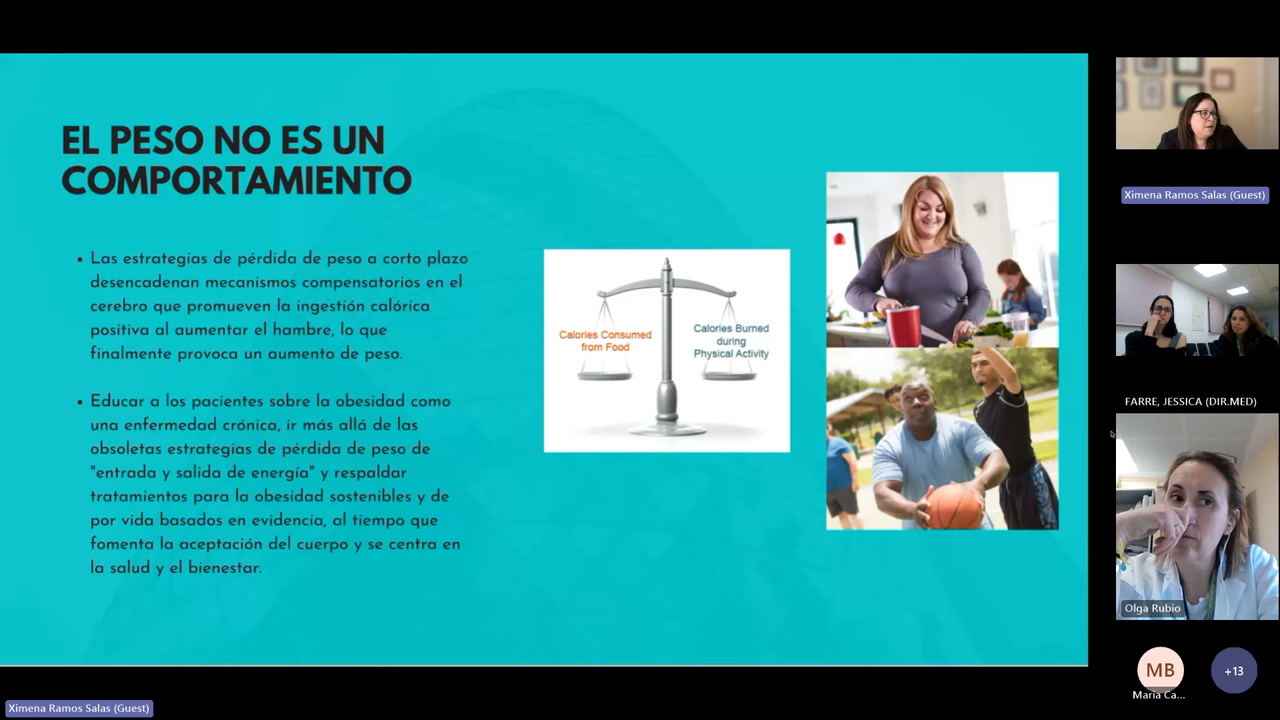 EL PESO NO ES UN
COMPORTAMIENTO
• Las estrategias de pérdida de peso a corto plazo
desencadenan mecanismos compensatorios en el
cerebro que promueven la ingestión calórica
positiva al aumentar el hambre, lo que
finalmente provoca un aumento de peso.
• Educar a los pacientes sobre la obesidad como
una enfermedad crónica, ir más allá de las
obsoletas estrategias de pérdida de peso de
"entrada y salida de energía" y respaldar
tratamientos para la obesidad sostenibles y de
por vida basados en evidencia, al tiempo que
fomenta la aceptación del cuerpo y se centra en
la salud y el bienestar.
Calories Consumed
from Food
Calories Burned
during
Physical Activity
Ximena Ramos Salas (Guest)
FARRE, JESSICA (DIR.MED)
Olga Rubio
MB
Maria Ca...
+13
Ximena Ramos Salas (Guest)